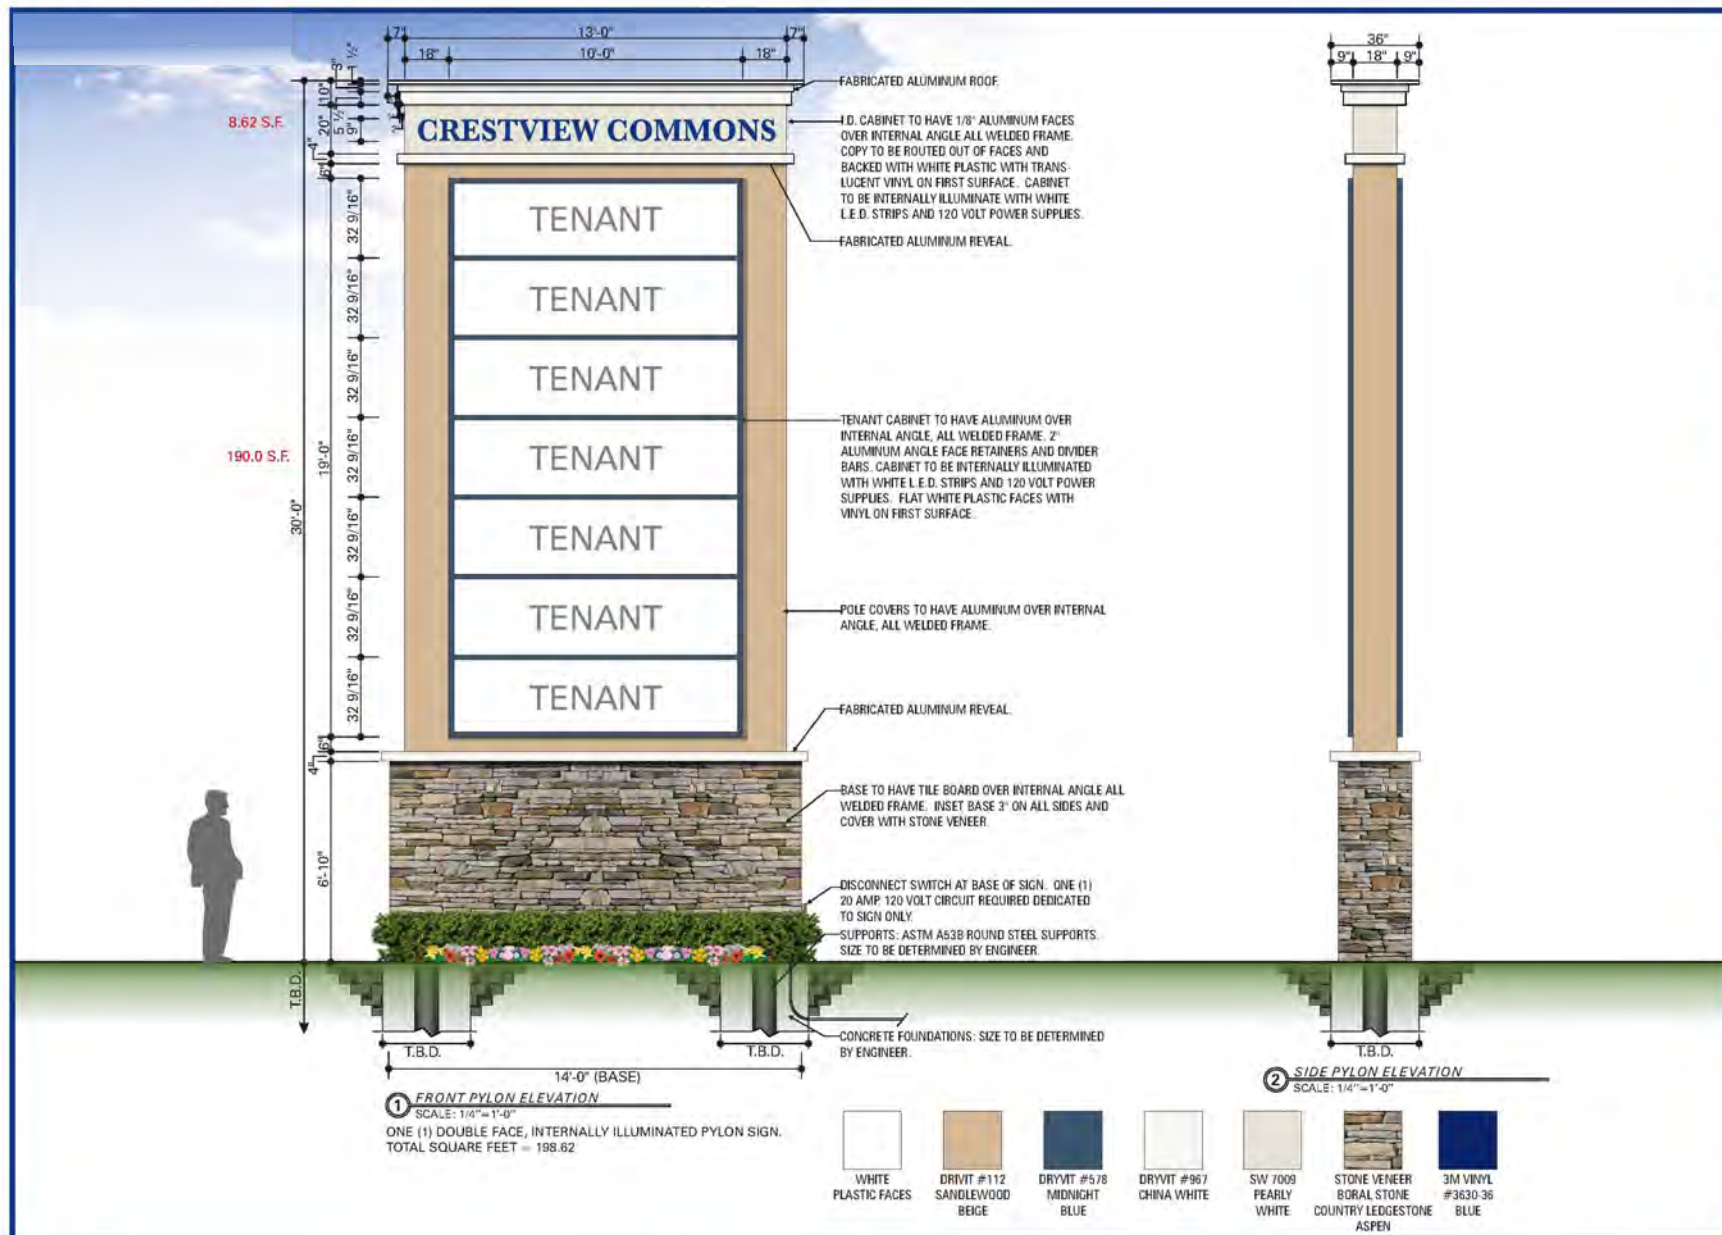 7"
13'-0"
7"
18"
10'-0"
18"
36"
9"
18"
9"
3"
1 ½"
10"
20"
5 ½"
9"
4"
6"
8.62 S.F.
CRESTVIEW COMMONS
FABRICATED ALUMINUM ROOF.
I.D. CABINET TO HAVE 1/8" ALUMINUM FACES
OVER INTERNAL ANGLE ALL WELDED FRAME.
COPY TO BE ROUTED OUT OF FACES AND
BACKED WITH WHITE PLASTIC WITH TRANS-
LUCENT VINYL ON FIRST SURFACE. CABINET
TO BE INTERNALLY ILLUMINATE WITH WHITE
L.E.D. STRIPS AND 120 VOLT POWER SUPPLIES.
FABRICATED ALUMINUM REVEAL.
32 9/16"
TENANT
32 9/16"
TENANT
32 9/16"
TENANT
32 9/16"
TENANT
32 9/16"
TENANT
32 9/16"
TENANT
32 9/16"
TENANT
190.0 S.F.
19'-0"
30'-0"
TENANT CABINET TO HAVE ALUMINUM OVER
INTERNAL ANGLE, ALL WELDED FRAME. 2"
ALUMINUM ANGLE FACE RETAINERS AND DIVIDER
BARS. CABINET TO BE INTERNALLY ILLUMINATED
WITH WHITE L.E.D. STRIPS AND 120 VOLT POWER
SUPPLIES. FLAT WHITE PLASTIC FACES WITH
VINYL ON FIRST SURFACE.
POLE COVERS TO HAVE ALUMINUM OVER INTERNAL
ANGLE, ALL WELDED FRAME.
FABRICATED ALUMINUM REVEAL.
6"
4"
6'-10"
BASE TO HAVE TILE BOARD OVER INTERNAL ANGLE ALL
WELDED FRAME. INSET BASE 3" ON ALL SIDES AND
COVER WITH STONE VENEER.
DISCONNECT SWITCH AT BASE OF SIGN. ONE (1)
20 AMP. 120 VOLT CIRCUIT REQUIRED DEDICATED
TO SIGN ONLY.
SUPPORTS: ASTM A53B ROUND STEEL SUPPORTS.
SIZE TO BE DETERMINED BY ENGINEER.
T.B.D.
CONCRETE FOUNDATIONS: SIZE TO BE DETERMINED
BY ENGINEER.
T.B.D.
T.B.D.
T.B.D.
14'-0" (BASE)
1 FRONT PYLON ELEVATION
SCALE: 1/4"=1'-0"
ONE (1) DOUBLE FACE, INTERNALLY ILLUMINATED PYLON SIGN.
TOTAL SQUARE FEET = 198.62
2 SIDE PYLON ELEVATION
SCALE: 1/4"=1'-0"
WHITE
PLASTIC FACES
DRIVIT #112
SANDLEWOOD
BEIGE
DRYVIT #578
MIDNIGHT
BLUE
DRYVIT #967
CHINA WHITE
SW 7009
PEARLY
WHITE
STONE VENEER
BORAL STONE
COUNTRY LEDGESTONE
ASPEN
3M VINYL
#3630-36
BLUE